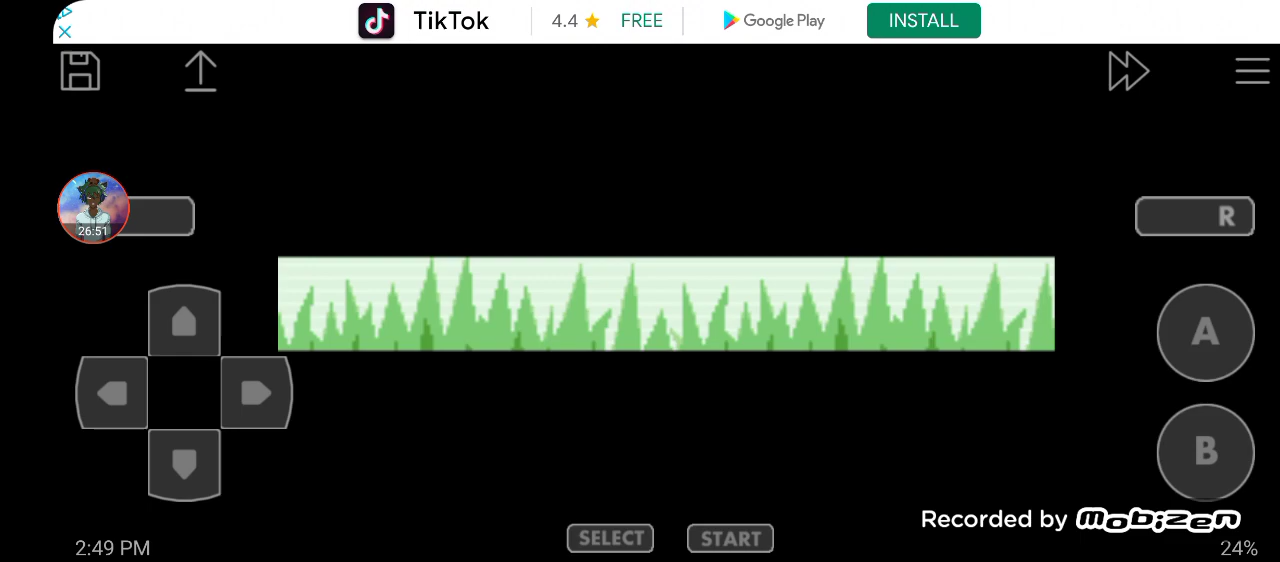 TikTok 4.4 FREE Google Play INSTALL
26:51
R
A
B
Recorded by mobizen
SELECT START
2:49 PM 24%